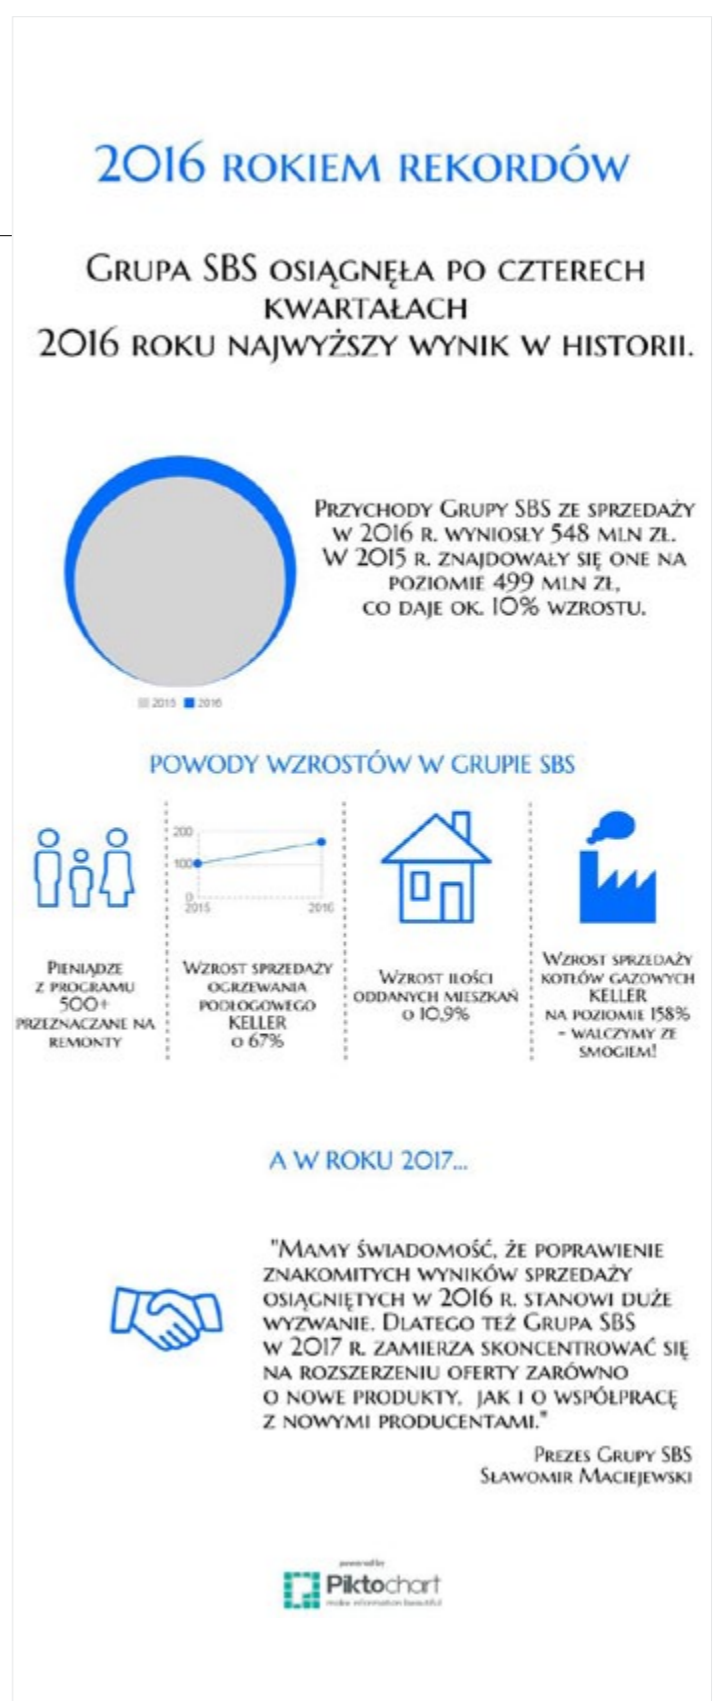 2016 ROKIEM REKORDÓW
GRUPA SBS OSIĄGNĘŁA PO CZTERECH
KWARTAŁACH
2016 ROKU NAJWYŻSZY WYNIK W HISTORII.
PRZYCHODY GRUPY SBS ZE SPRZEDAŻY
W 2016 R. WYNIOSŁY 548 MLN ZŁ.
W 2015 R. ZNAJDOWAŁY SIĘ ONE NA
POZIOMIE 499 MLN ZŁ,
CO DAJE OK. 10% WZROSTU.
2015 2016
POWODY WZROSTÓW W GRUPIE SBS
PIENIĄDZE
Z PROGRAMU
500+
PRZEZNACZANE NA
REMONTY
200
100
0
2015 2016
WZROST SPRZEDAŻY
OGRZEWANIA
PODŁOGOWEGO
KELLER
O 67%
WZROST ILOŚCI
ODDANYCH MIESZKAŃ
O 10,9%
WZROST SPRZEDAŻY
KOTŁÓW GAZOWYCH
KELLER
NA POZIOMIE 158%
- WALCZYMY ZE
SMOGIEM!
A W ROKU 2017...
"MAMY ŚWIADOMOŚĆ, ŻE POPRAWIENIE
ZNAKOMITYCH WYNIKÓW SPRZEDAŻY
OSIĄGNIĘTYCH W 2016 R. STANOWI DUŻE
WYZWANIE. DLATEGO TEŻ GRUPA SBS
W 2017 R. ZAMIERZA SKONCENTROWAĆ SIĘ
NA ROZSZERZENIU OFERTY ZARÓWNO
O NOWE PRODUKTY, JAK I O WSPÓŁPRACĘ
Z NOWYMI PRODUCENTAMI."
PREZES GRUPY SBS
SŁAWOMIR MACIEJEWSKI
powered by
Piktochart
make information beautiful